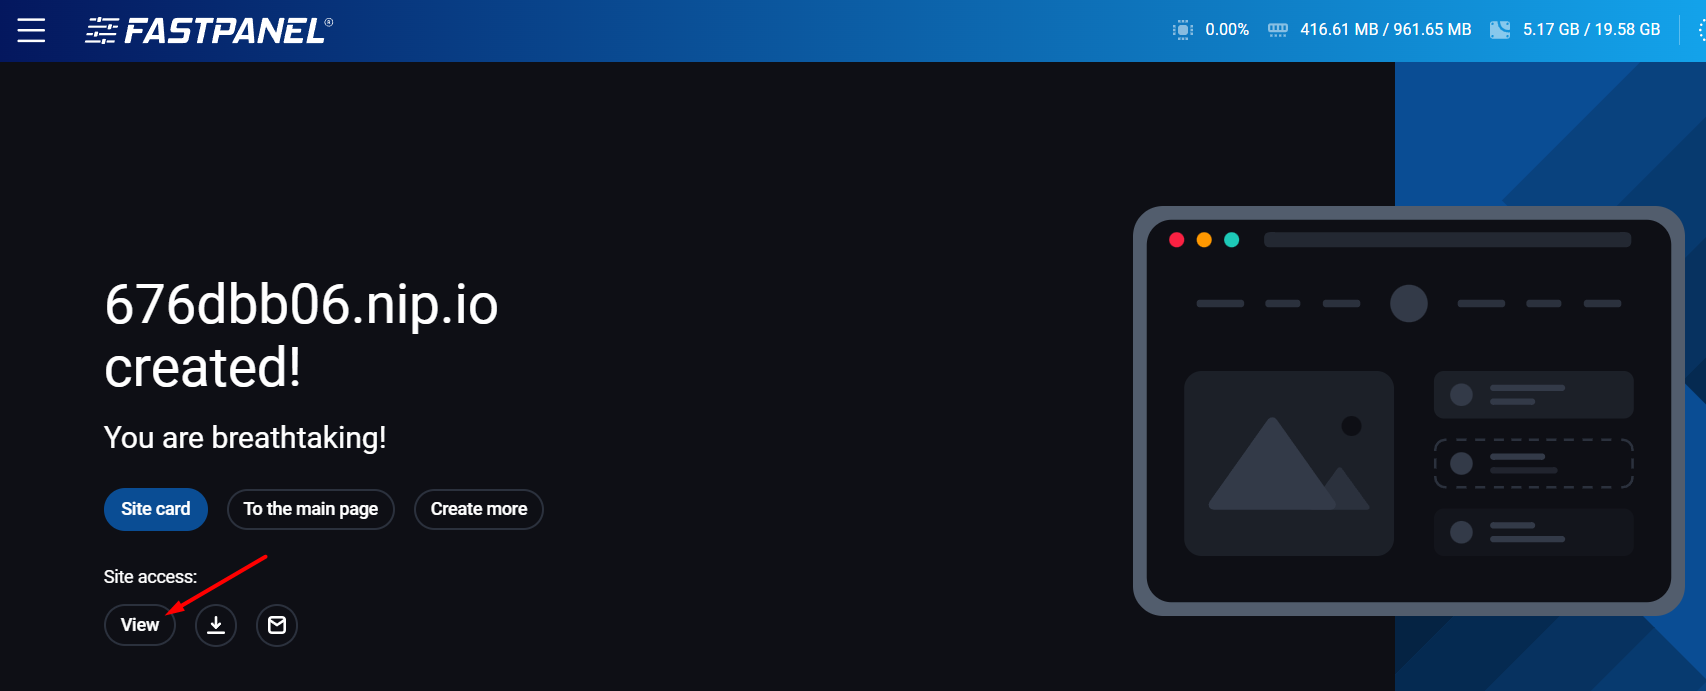 FASTPANEL®
0.00%
416.61 MB / 961.65 MB
5.17 GB / 19.58 GB
676dbb06.nip.io
created!
You are breathtaking!
Site card
To the main page
Create more
Site access:
View